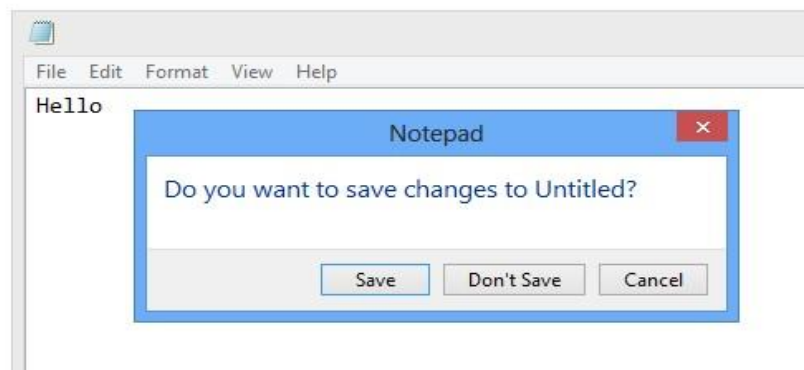 File Edit Format View Help
Hello
Notepad
Do you want to save changes to Untitled?
Save Don't Save Cancel